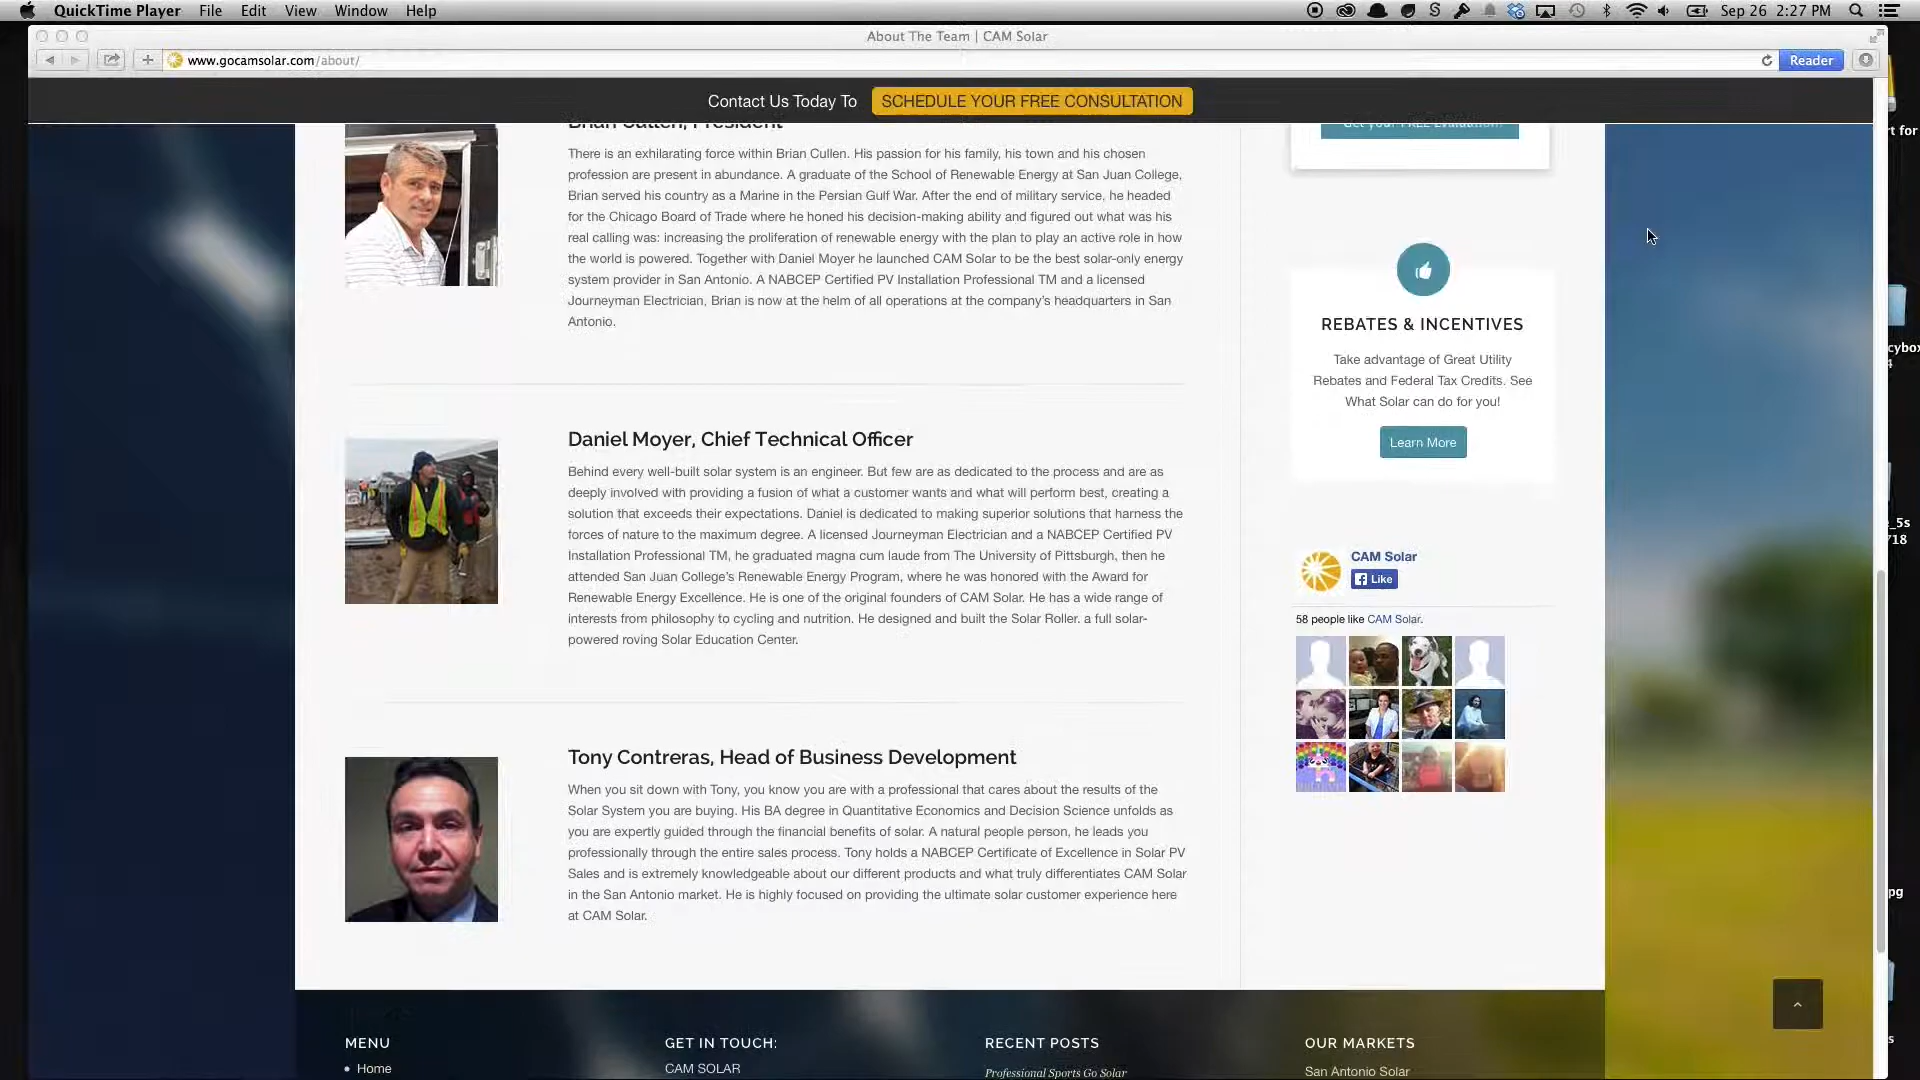 QuickTime Player File Edit View Window Help
Sep 26 2:27 PM
About The Team | CAM Solar
www.gocamsolar.com/about/
Reader
Contact Us Today To SCHEDULE YOUR FREE CONSULTATION
Brian Cullen, President
There is an exhilarating force within Brian Cullen. His passion for his family, his town and his chosen
profession are present in abundance. A graduate of the School of Renewable Energy at San Juan College,
Brian served his country as a Marine in the Persian Gulf War. After the end of military service, he headed
for the Chicago Board of Trade where he honed his decision-making ability and figured out what was his
real calling was: increasing the proliferation of renewable energy with the plan to play an active role in how
the world is powered. Together with Daniel Moyer he launched CAM Solar to be the best solar-only energy
system provider in San Antonio. A NABCEP Certified PV Installation Professional TM and a licensed
Journeyman Electrician, Brian is now at the helm of all operations at the company's headquarters in San
Antonio.
Daniel Moyer, Chief Technical Officer
Behind every well-built solar system is an engineer. But few are as dedicated to the process and are as
deeply involved with providing a fusion of what a customer wants and what will perform best, creating a
solution that exceeds their expectations. Daniel is dedicated to making superior solutions that harness the
forces of nature to the maximum degree. A licensed Journeyman Electrician and a NABCEP Certified PV
Installation Professional TM, he graduated magna cum laude from The University of Pittsburgh, then he
attended San Juan College's Renewable Energy Program, where he was honored with the Award for
Renewable Energy Excellence. He is one of the original founders of CAM Solar. He has a wide range of
interests from philosophy to cycling and nutrition. He designed and built the Solar Roller. a full solar-
powered roving Solar Education Center.
Tony Contreras, Head of Business Development
When you sit down with Tony, you know you are with a professional that cares about the results of the
Solar System you are buying. His BA degree in Quantitative Economics and Decision Science unfolds as
you are expertly guided through the financial benefits of solar. A natural people person, he leads you
professionally through the entire sales process. Tony holds a NABCEP Certificate of Excellence in Solar PV
Sales and is extremely knowledgeable about our different products and what truly differentiates CAM Solar
in the San Antonio market. He is highly focused on providing the ultimate solar customer experience here
at CAM Solar.
Get your FREE Evaluation!
REBATES & INCENTIVES
Take advantage of Great Utility
Rebates and Federal Tax Credits. See
What Solar can do for you!
Learn More
CAM Solar
Like
58 people like CAM Solar.
MENU
Home
GET IN TOUCH:
CAM SOLAR
RECENT POSTS
Professional Sports Go Solar
OUR MARKETS
San Antonio Solar
rt for
cybox
4
_5s
718
pg
s